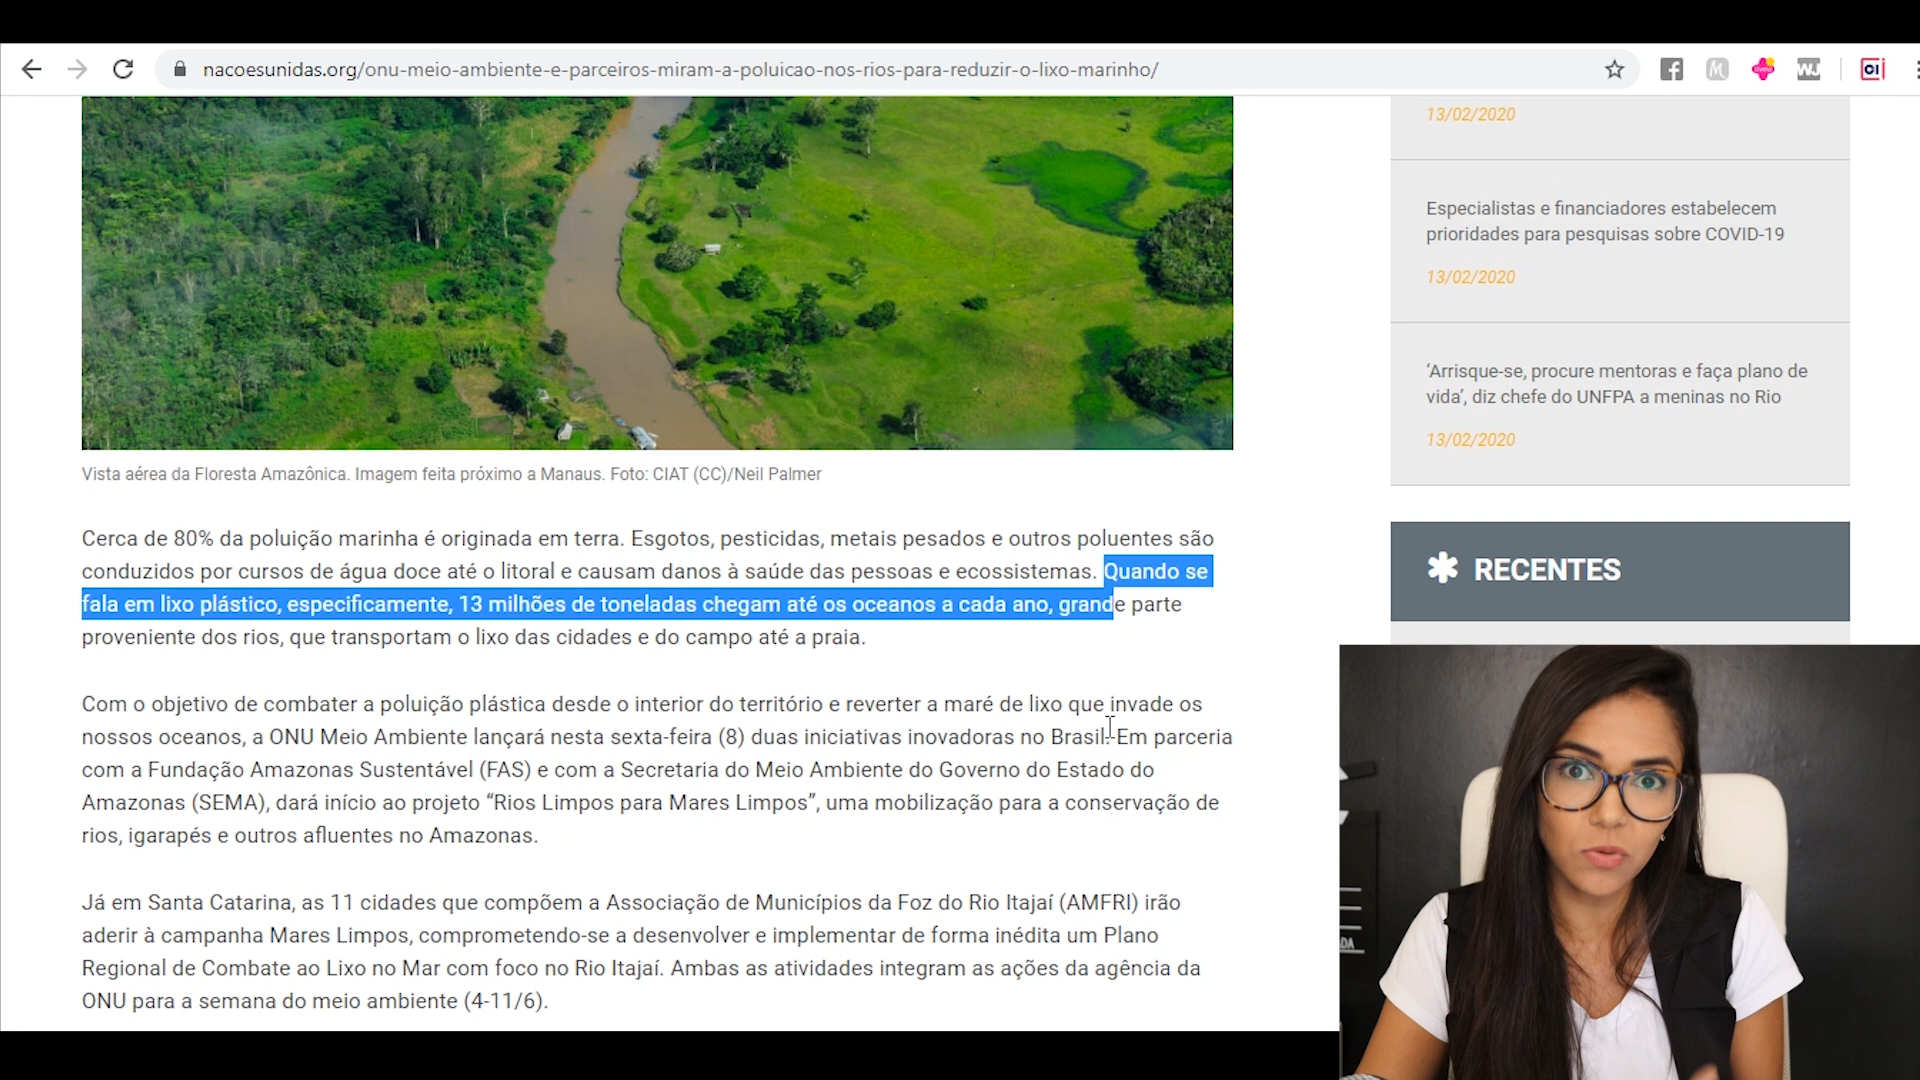 nacoesunidas.org/onu-meio-ambiente-e-parceiros-miram-a-poluicao-nos-rios-para-reduzir-o-lixo-marinho/
13/02/2020
Especialistas e financiadores estabelecem
prioridades para pesquisas sobre COVID-19
13/02/2020
‘Arrisque-se, procure mentoras e faça plano de
vida’, diz chefe do UNFPA a meninas no Rio
13/02/2020
Vista aérea da Floresta Amazônica. Imagem feita próximo a Manaus. Foto: CIAT (CC)/Neil Palmer
Cerca de 80% da poluição marinha é originada em terra. Esgotos, pesticidas, metais pesados e outros poluentes são
conduzidos por cursos de água doce até o litoral e causam danos à saúde das pessoas e ecossistemas. Quando se
fala em lixo plástico, especificamente, 13 milhões de toneladas chegam até os oceanos a cada ano, grande parte
proveniente dos rios, que transportam o lixo das cidades e do campo até a praia.
RECENTES
Com o objetivo de combater a poluição plástica desde o interior do território e reverter a maré de lixo que invade os
nossos oceanos, a ONU Meio Ambiente lançará nesta sexta-feira (8) duas iniciativas inovadoras no Brasil. Em parceria
com a Fundação Amazonas Sustentável (FAS) e com a Secretaria do Meio Ambiente do Governo do Estado do
Amazonas (SEMA), dará início ao projeto “Rios Limpos para Mares Limpos”, uma mobilização para a conservação de
rios, igarapés e outros afluentes no Amazonas.
Já em Santa Catarina, as 11 cidades que compõem a Associação de Municípios da Foz do Rio Itajaí (AMFRI) irão
aderir à campanha Mares Limpos, comprometendo-se a desenvolver e implementar de forma inédita um Plano
Regional de Combate ao Lixo no Mar com foco no Rio Itajaí. Ambas as atividades integram as ações da agência da
ONU para a semana do meio ambiente (4-11/6).